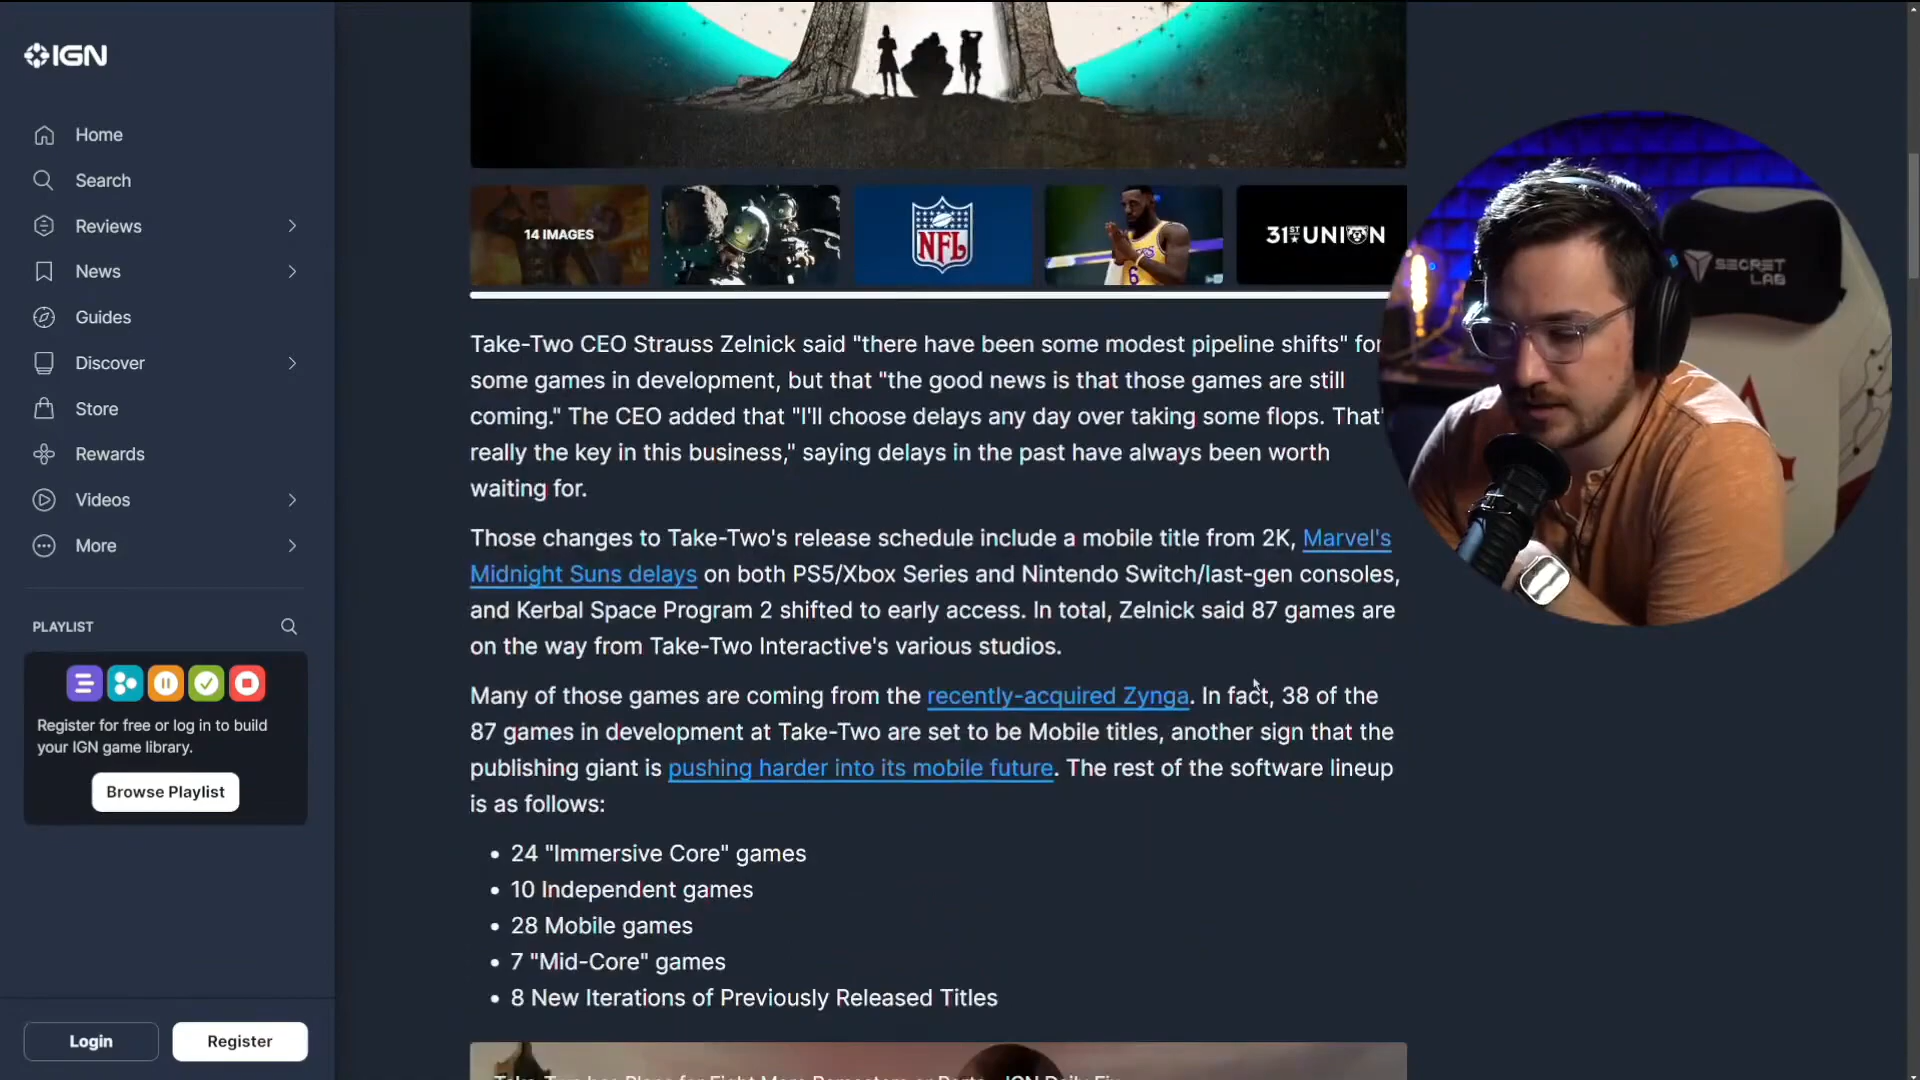 IGN
Home
Search
Reviews
News
Guides
Discover
Store
Rewards
Videos
More
PLAYLIST
Register for free or log in to build
your IGN game library.
Browse Playlist
Login
Register
14 IMAGES
NFL
6
31ST UNION
SECRET
LAB
Take-Two CEO Strauss Zelnick said "there have been some modest pipeline shifts" for
some games in development, but that "the good news is that those games are still
coming." The CEO added that "I'll choose delays any day over taking some flops. That'
really the key in this business," saying delays in the past have always been worth
waiting for.
Those changes to Take-Two's release schedule include a mobile title from 2K, Marvel's
Midnight Suns delays on both PS5/Xbox Series and Nintendo Switch/last-gen consoles,
and Kerbal Space Program 2 shifted to early access. In total, Zelnick said 87 games are
on the way from Take-Two Interactive's various studios.
Many of those games are coming from the recently-acquired Zynga. In fact, 38 of the
87 games in development at Take-Two are set to be Mobile titles, another sign that the
publishing giant is pushing harder into its mobile future. The rest of the software lineup
is as follows:
• 24 "Immersive Core" games
• 10 Independent games
• 28 Mobile games
• 7 "Mid-Core" games
• 8 New Iterations of Previously Released Titles